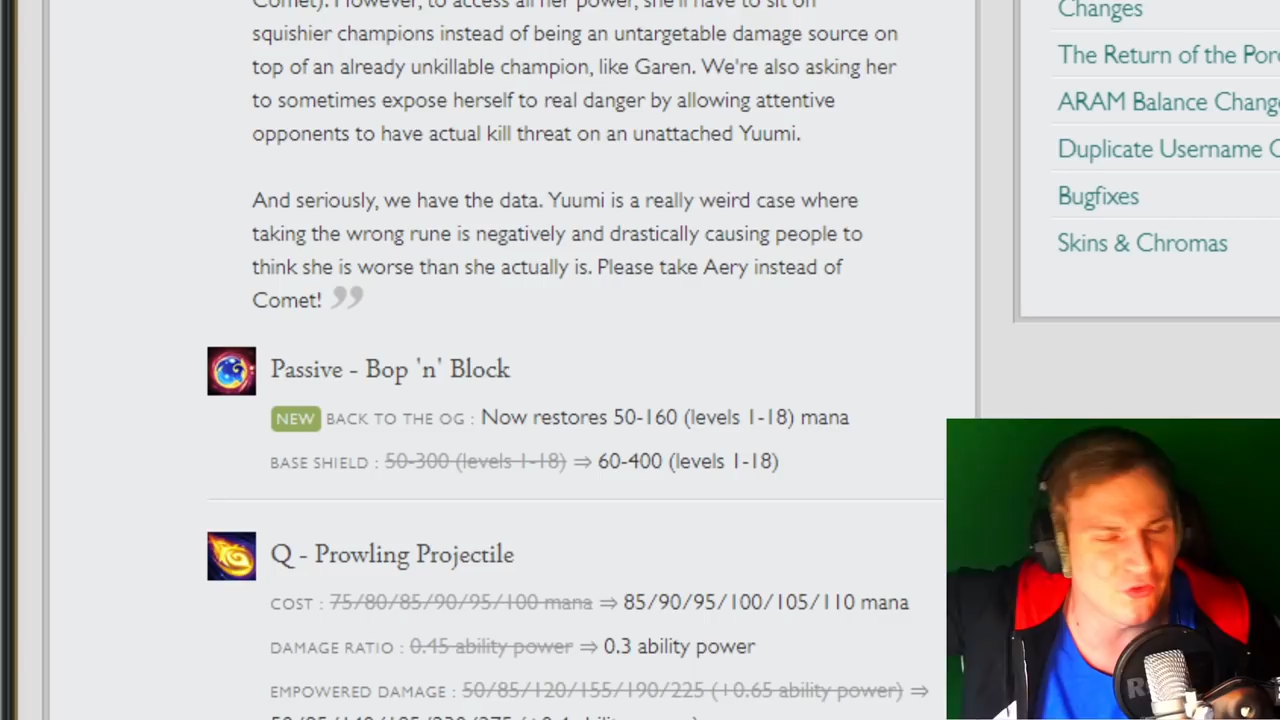 Comet). However, to access all her power, she'll have to sit on
squishier champions instead of being an untargetable damage source on
top of an already unkillable champion, like Garen. We're also asking her
to sometimes expose herself to real danger by allowing attentive
opponents to have actual kill threat on an unattached Yuumi.
And seriously, we have the data. Yuumi is a really weird case where
taking the wrong rune is negatively and drastically causing people to
think she is worse than she actually is. Please take Aery instead of
Comet! ”
Passive - Bop 'n' Block
NEW BACK TO THE OG : Now restores 50-160 (levels 1-18) mana
BASE SHIELD : 50-300 (levels 1-18) ⇒ 60-400 (levels 1-18)
Q - Prowling Projectile
COST : 75/80/85/90/95/100 mana ⇒ 85/90/95/100/105/110 mana
DAMAGE RATIO : 0.45 ability power ⇒ 0.3 ability power
EMPOWERED DAMAGE : 50/85/120/155/190/225 (+0.65 ability power) ⇒
Changes
The Return of the
ARAM Balance
Duplicate Username
Bugfixes
Skins & Chromas